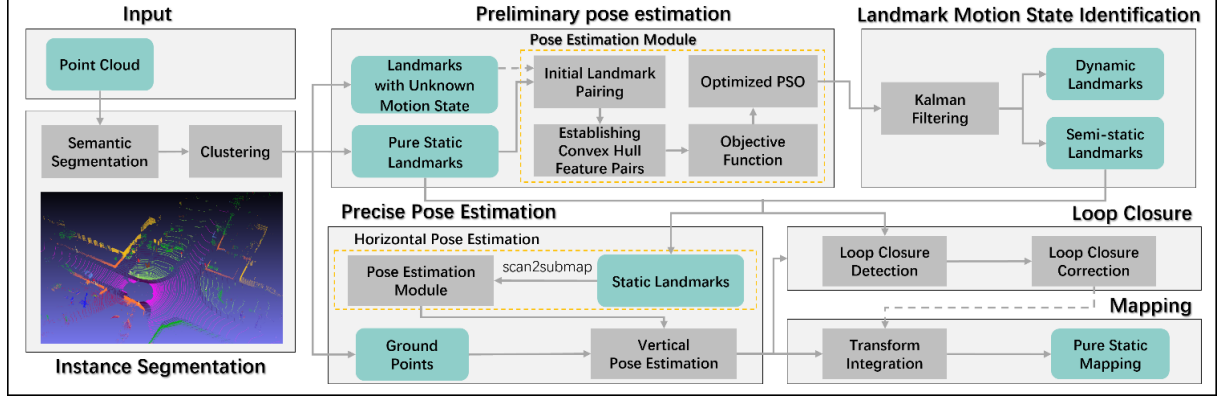 Input
Point Cloud
Semantic
Segmentation
Clustering
Instance Segmentation
Preliminary pose estimation
Pose Estimation Module
Landmarks
with Unknown
Motion State
Pure Static
Landmarks
Initial Landmark
Pairing
Establishing
Convex Hull
Feature Pairs
Optimized PSO
Objective
Function
Landmark Motion State Identification
Kalman
Filtering
Dynamic
Landmarks
Semi-static
Landmarks
Precise Pose Estimation
Horizontal Pose Estimation
Pose Estimation
Module
scan2submap
Static Landmarks
Ground
Points
Vertical
Pose Estimation
Loop Closure
Loop Closure
Detection
Loop Closure
Correction
Mapping
Transform
Integration
Pure Static
Mapping